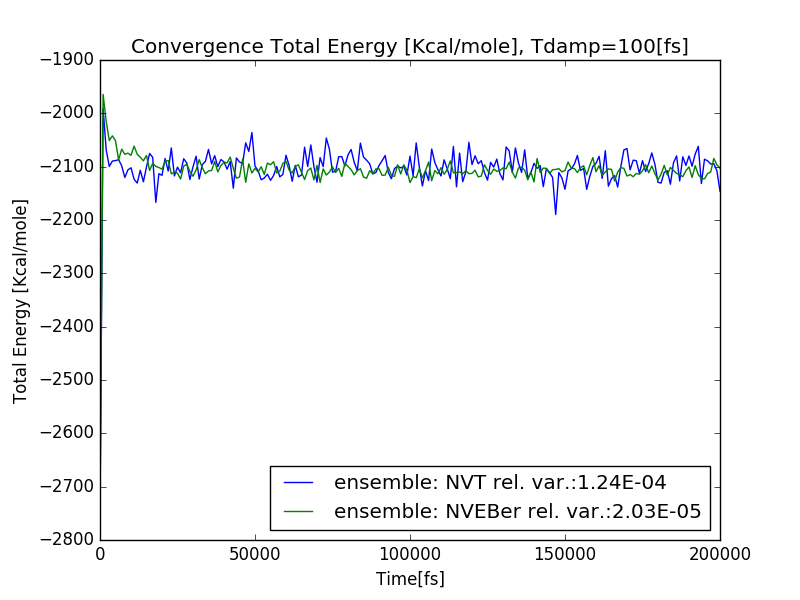 Convergence Total Energy [Kcal/mole], Tdamp=100[fs]
−1900
−2000
−2100
−2200
−2300
−2400
−2500
−2600
−2700
−2800
Total Energy [Kcal/mole]
ensemble: NVT rel. var.:1.24E-04
ensemble: NVEBer rel. var.:2.03E-05
0 50000 100000 150000 200000
Time[fs]